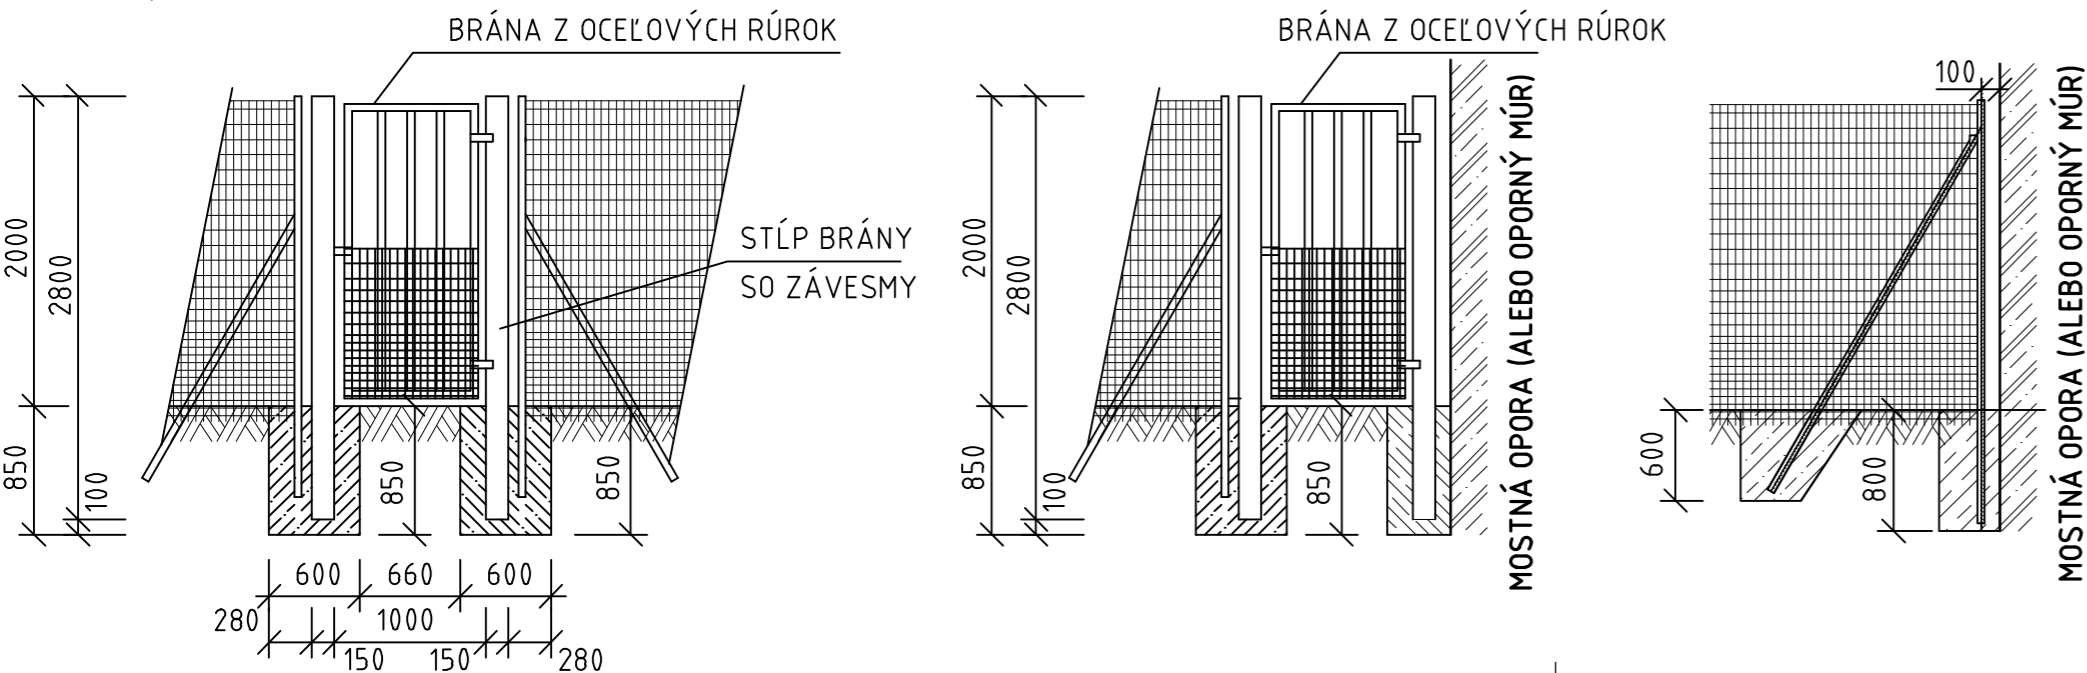 BRÁNA Z OCEĽOVÝCH RÚROK
2000
2800
850
100
850
850
STĹP BRÁNY
SO ZÁVESMY
600 660 600
280 1000
150 150 280
BRÁNA Z OCEĽOVÝCH RÚROK
2000
2800
850
100
850
MOSTNÁ OPORA (ALEBO OPORNÝ MÚR)
100
600
800
MOSTNÁ OPORA (ALEBO OPORNÝ MÚR)